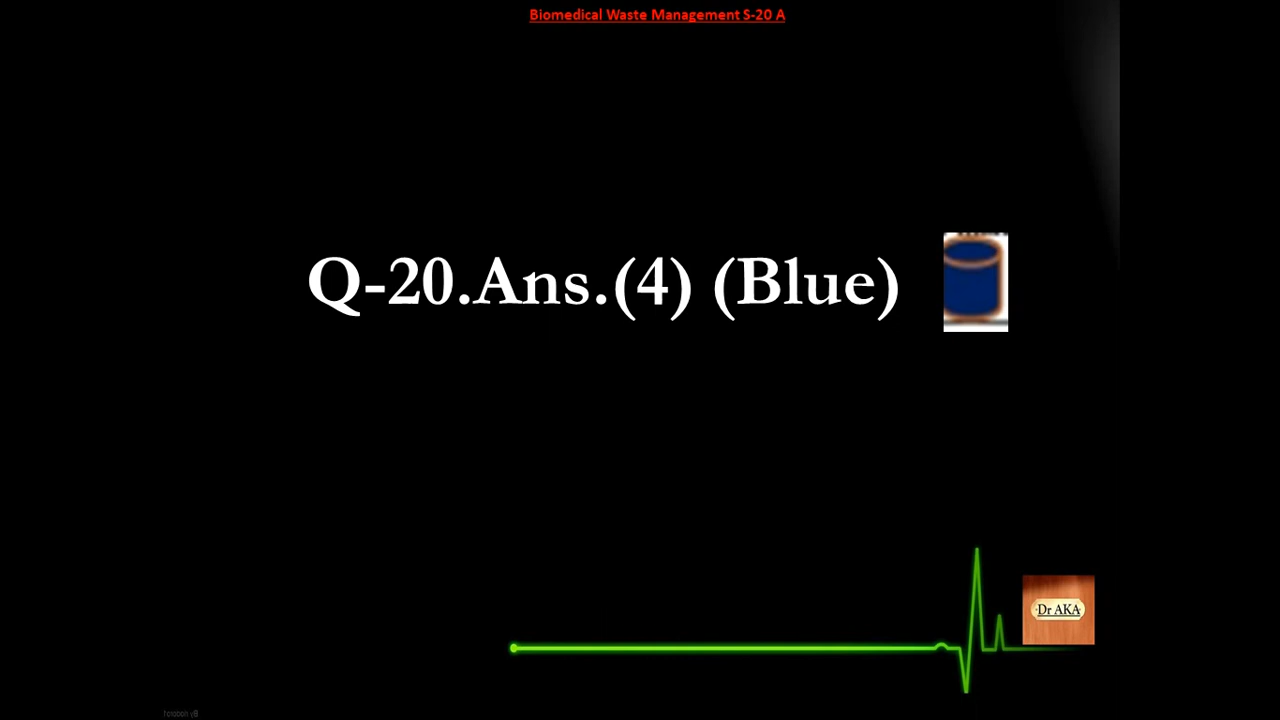 Biomedical Waste Management S-20 A
Q-20.Ans.(4) (Blue)
Dr AKA